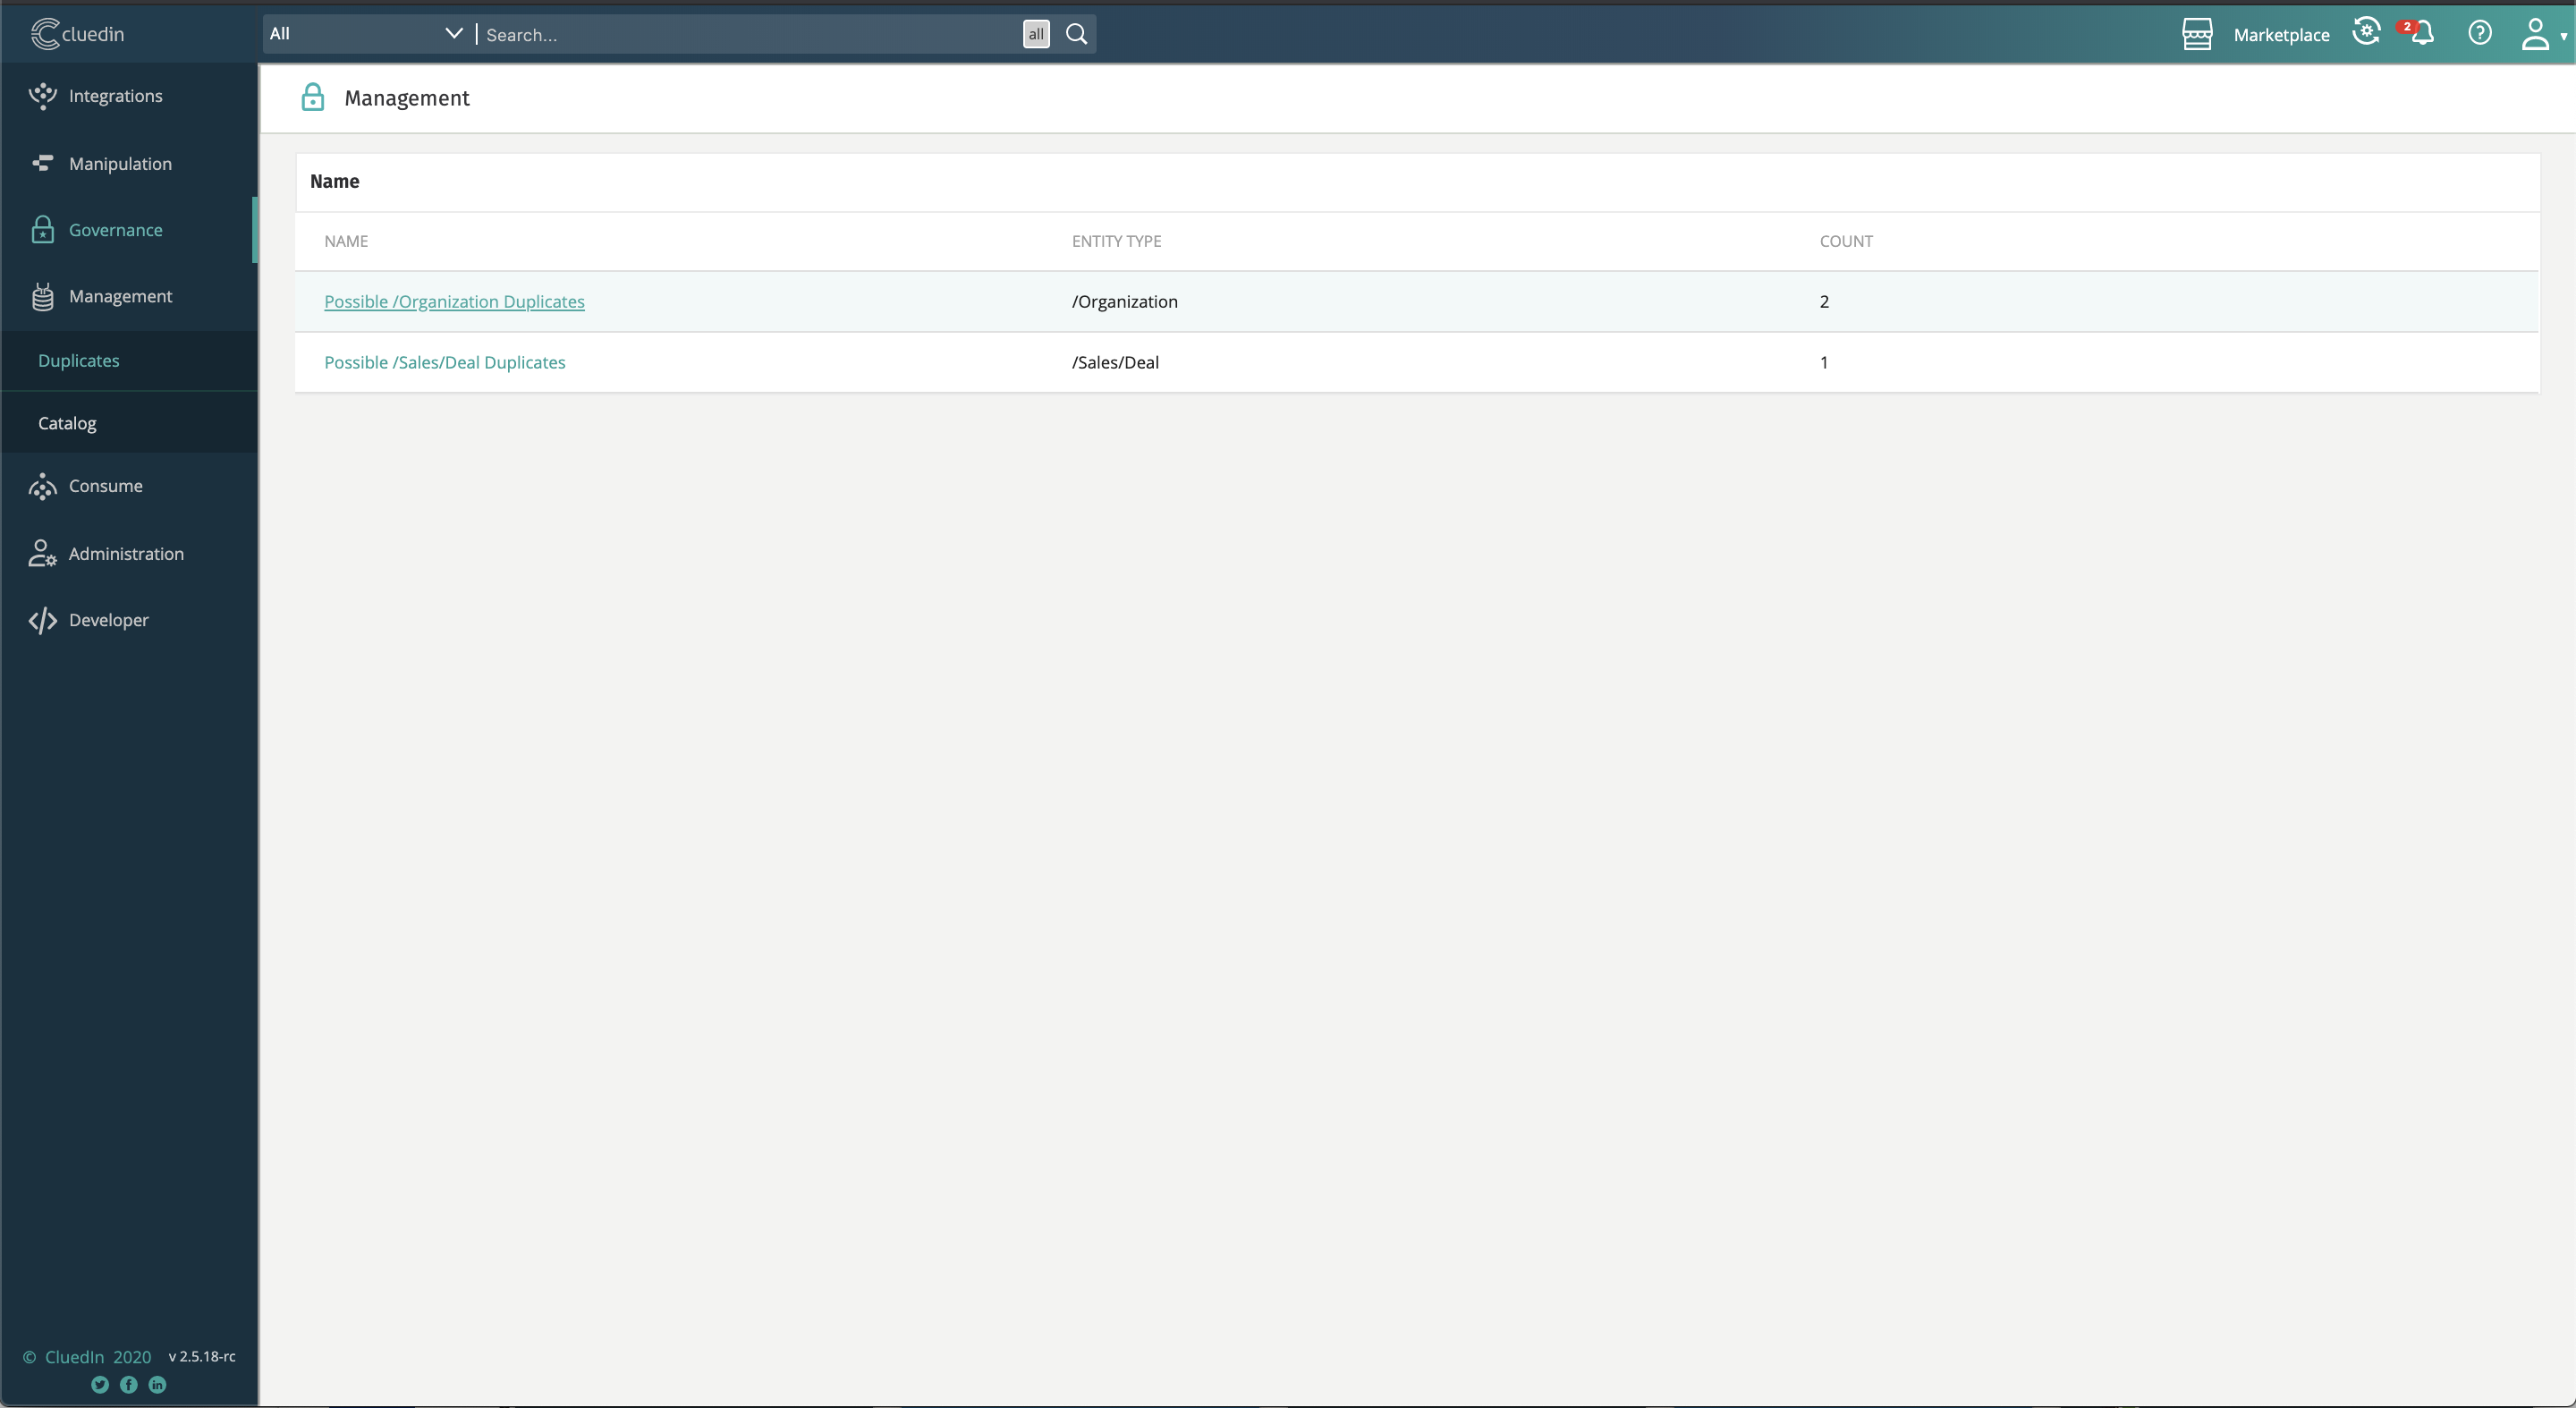 cluedin
All
Search...
all
Marketplace
2
Integrations
Manipulation
Governance
Management
Duplicates
Catalog
Consume
Administration
Developer
© CluedIn 2020 v 2.5.18-rc
Management
Name
NAME ENTITY TYPE COUNT
Possible /Organization Duplicates /Organization 2
Possible /Sales/Deal Duplicates /Sales/Deal 1